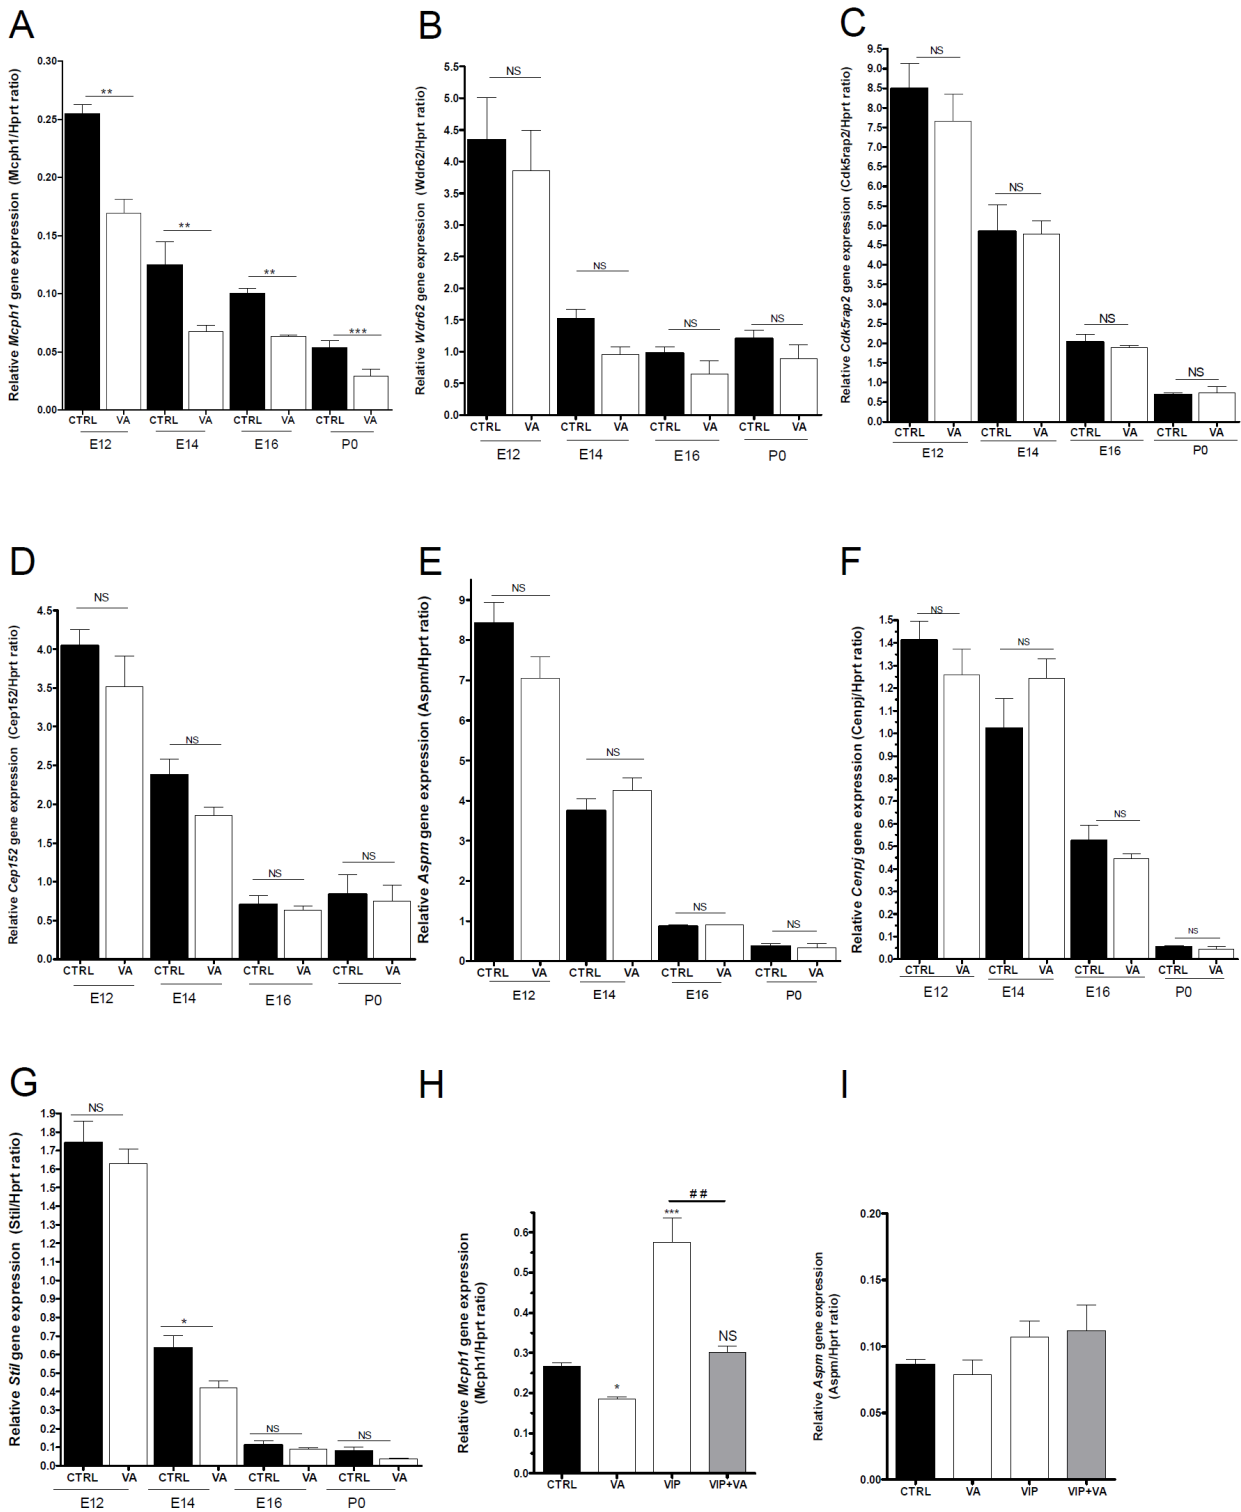 A
Relative Mcph1 gene expression (Mcph1/Hprt ratio)
0.30
0.25
0.20
0.15
0.10
0.05
0.00
**
**
**
***
CTRL VA CTRL VA CTRL VA CTRL VA
E12 E14 E16 P0
B
Relative Wdr62 gene expression (Wdr62/Hprt ratio)
5.5
5.0
4.5
4.0
3.5
3.0
2.5
2.0
1.5
1.0
0.5
0.0
NS
NS
NS
NS
CTRL VA CTRL VA CTRL VA CTRL VA
E12 E14 E16 P0
C
Relative Cdk5rap2 gene expression (Cdk5rap2/Hprt ratio)
9.5
9.0
8.5
8.0
7.5
7.0
6.5
6.0
5.5
5.0
4.5
4.0
3.5
3.0
2.5
2.0
1.5
1.0
0.5
0.0
NS
NS
NS
NS
CTRL VA CTRL VA CTRL VA CTRL VA
E12 E14 E16 P0
D
Relative Cep152 gene expression (Cep152/Hprt ratio)
4.5
4.0
3.5
3.0
2.5
2.0
1.5
1.0
0.5
0.0
NS
NS
NS
NS
CTRL VA CTRL VA CTRL VA CTRL VA
E12 E14 E16 P0
E
Relative Aspm gene expression (Aspm/Hprt ratio)
9
8
7
6
5
4
3
2
1
0
NS
NS
NS
NS
CTRL VA CTRL VA CTRL VA CTRL VA
E12 E14 E16 P0
F
Relative Cenpj gene expression (Cenpj/Hprt ratio)
1.5
1.4
1.3
1.2
1.1
1.0
0.9
0.8
0.7
0.6
0.5
0.4
0.3
0.2
0.1
0
NS
NS
NS
NS
CTRL VA CTRL VA CTRL VA CTRL VA
E12 E14 E16 P0
G
Relative Stil gene expression (Stil/Hprt ratio)
1.9
1.8
1.7
1.6
1.5
1.4
1.3
1.2
1.1
1.0
0.9
0.8
0.7
0.6
0.5
0.4
0.3
0.2
0.1
0.0
NS
*
NS
NS
CTRL VA CTRL VA CTRL VA CTRL VA
E12 E14 E16 P0
H
Relative Mcph1 gene expression
(Mcph1/Hprt ratio)
0.6
0.5
0.4
0.3
0.2
0.1
0.0
##
***
NS
*
CTRL VA VIP VIP+VA
I
Relative Aspm gene expression
(Aspm/Hprt ratio)
0.20
0.15
0.10
0.05
0.00
CTRL VA VIP VIP+VA